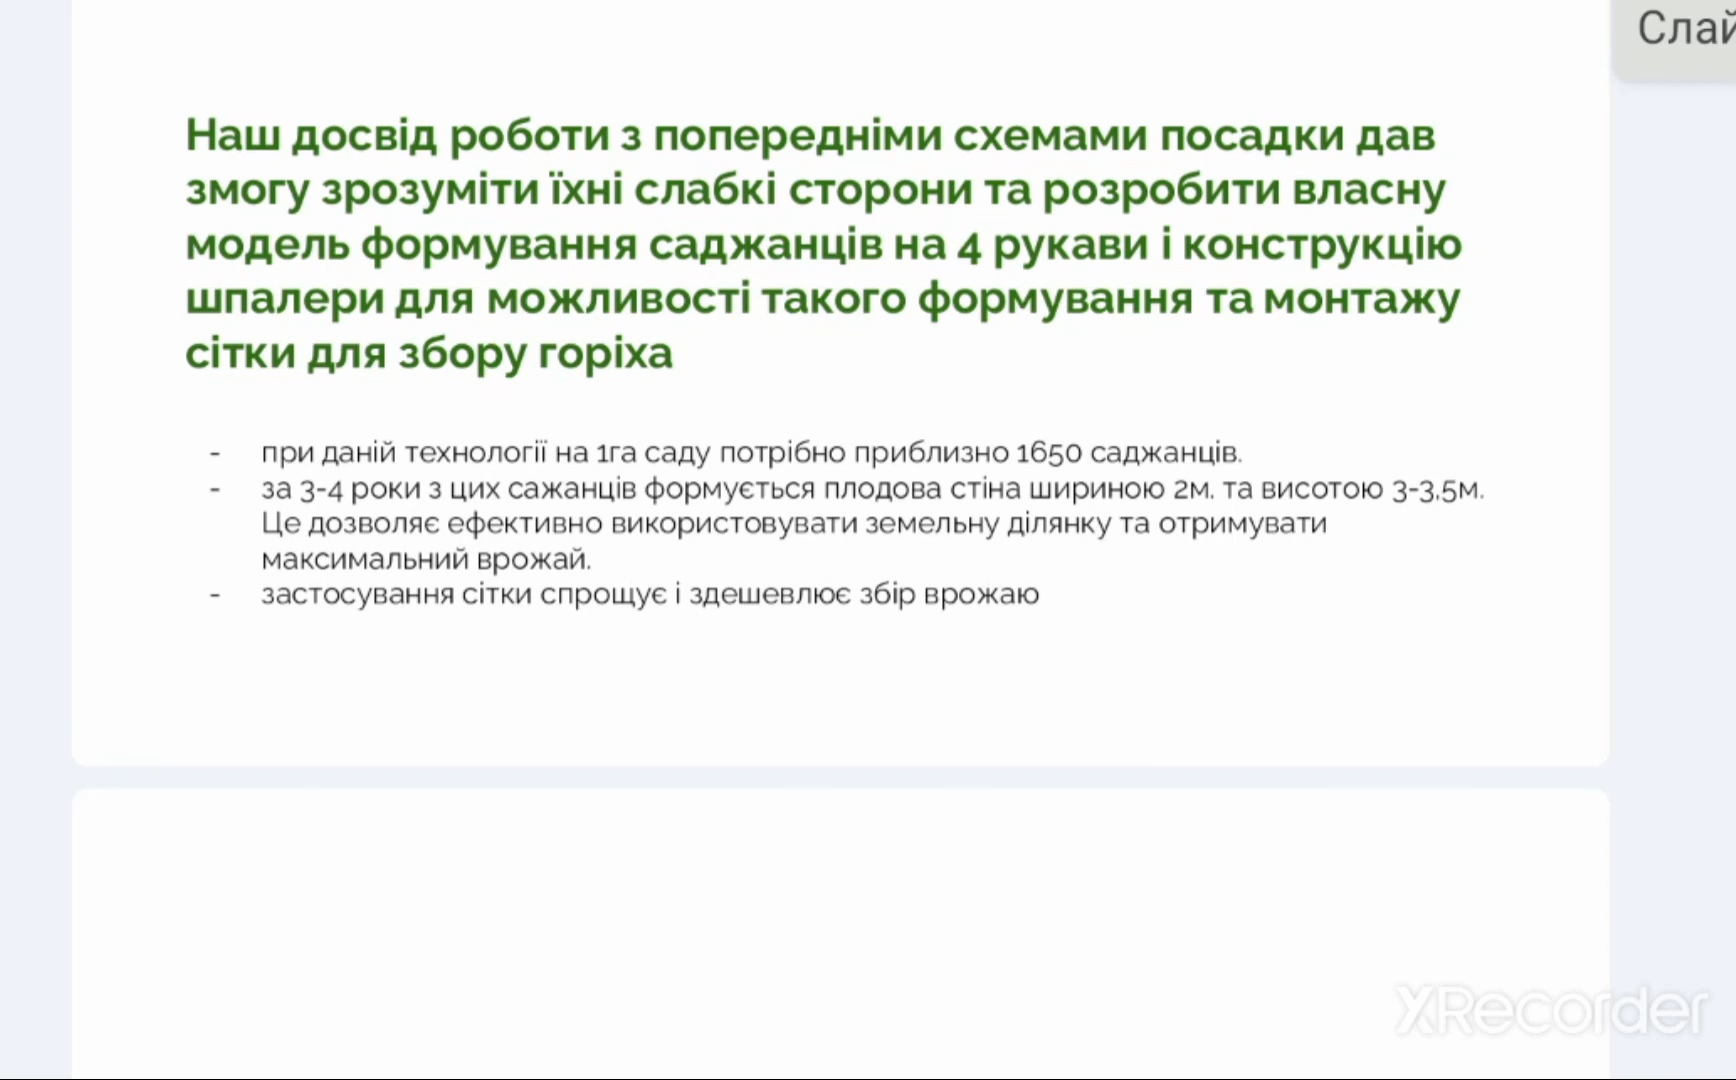 Слай
Наш досвід роботи з попередніми схемами посадки дав
змогу зрозуміти їхні слабкі сторони та розробити власну
модель формування саджанців на 4 рукави і конструкцію
шпалери для можливості такого формування та монтажу
сітки для збору горіха
- при даній технології на 1га саду потрібно приблизно 1650 саджанців.
- за 3-4 роки з цих сажанців формується плодова стіна шириною 2м. та висотою 3-3,5м.
Це дозволяє ефективно використовувати земельну ділянку та отримувати
максимальний врожай.
- застосування сітки спрощує і здешевлює збір врожаю
XRecorder